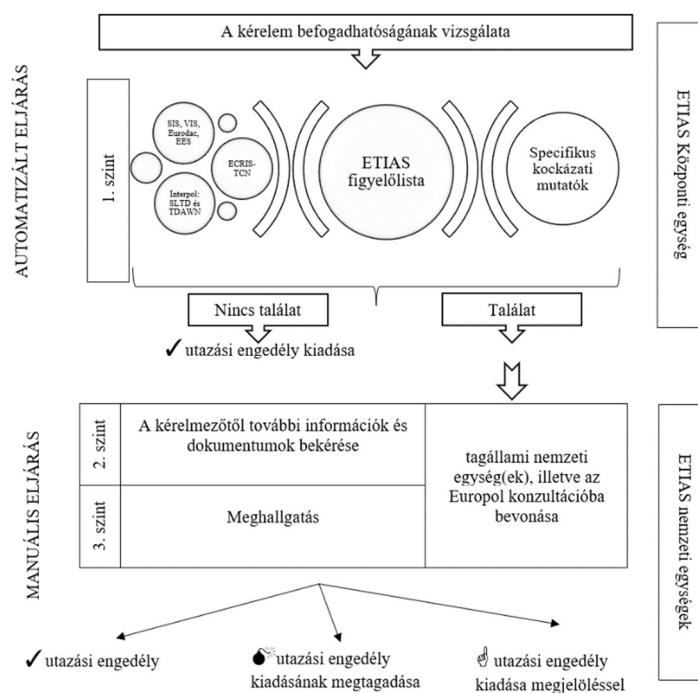 A kérelem befogadhatóságának vizsgálata
AUTOMATIZÁLT ELJÁRÁS
1. szint
SIS, VIS,
Eurodac,
EES
ECRIS-
TCN
Interpol:
SLTD és
TDAWN
ETIAS
figyelőlista
Specifikus
kockázati
mutatók
ETIAS Központi
egység
Nincs találat
Találat
✓ utazási engedély kiadása
MANUÁLIS ELJÁRÁS
2. szint
A kérelmezőtől további információk és
dokumentumok bekérése
3. szint
Meghallgatás
tagállami nemzeti
egység(ek), illetve az
Europol konzultációba
bevonása
ETIAS nemzeti egységek
✓ utazási engedély
utazási engedély
kiadásának megtagadása
utazási engedély
kiadása megjelöléssel